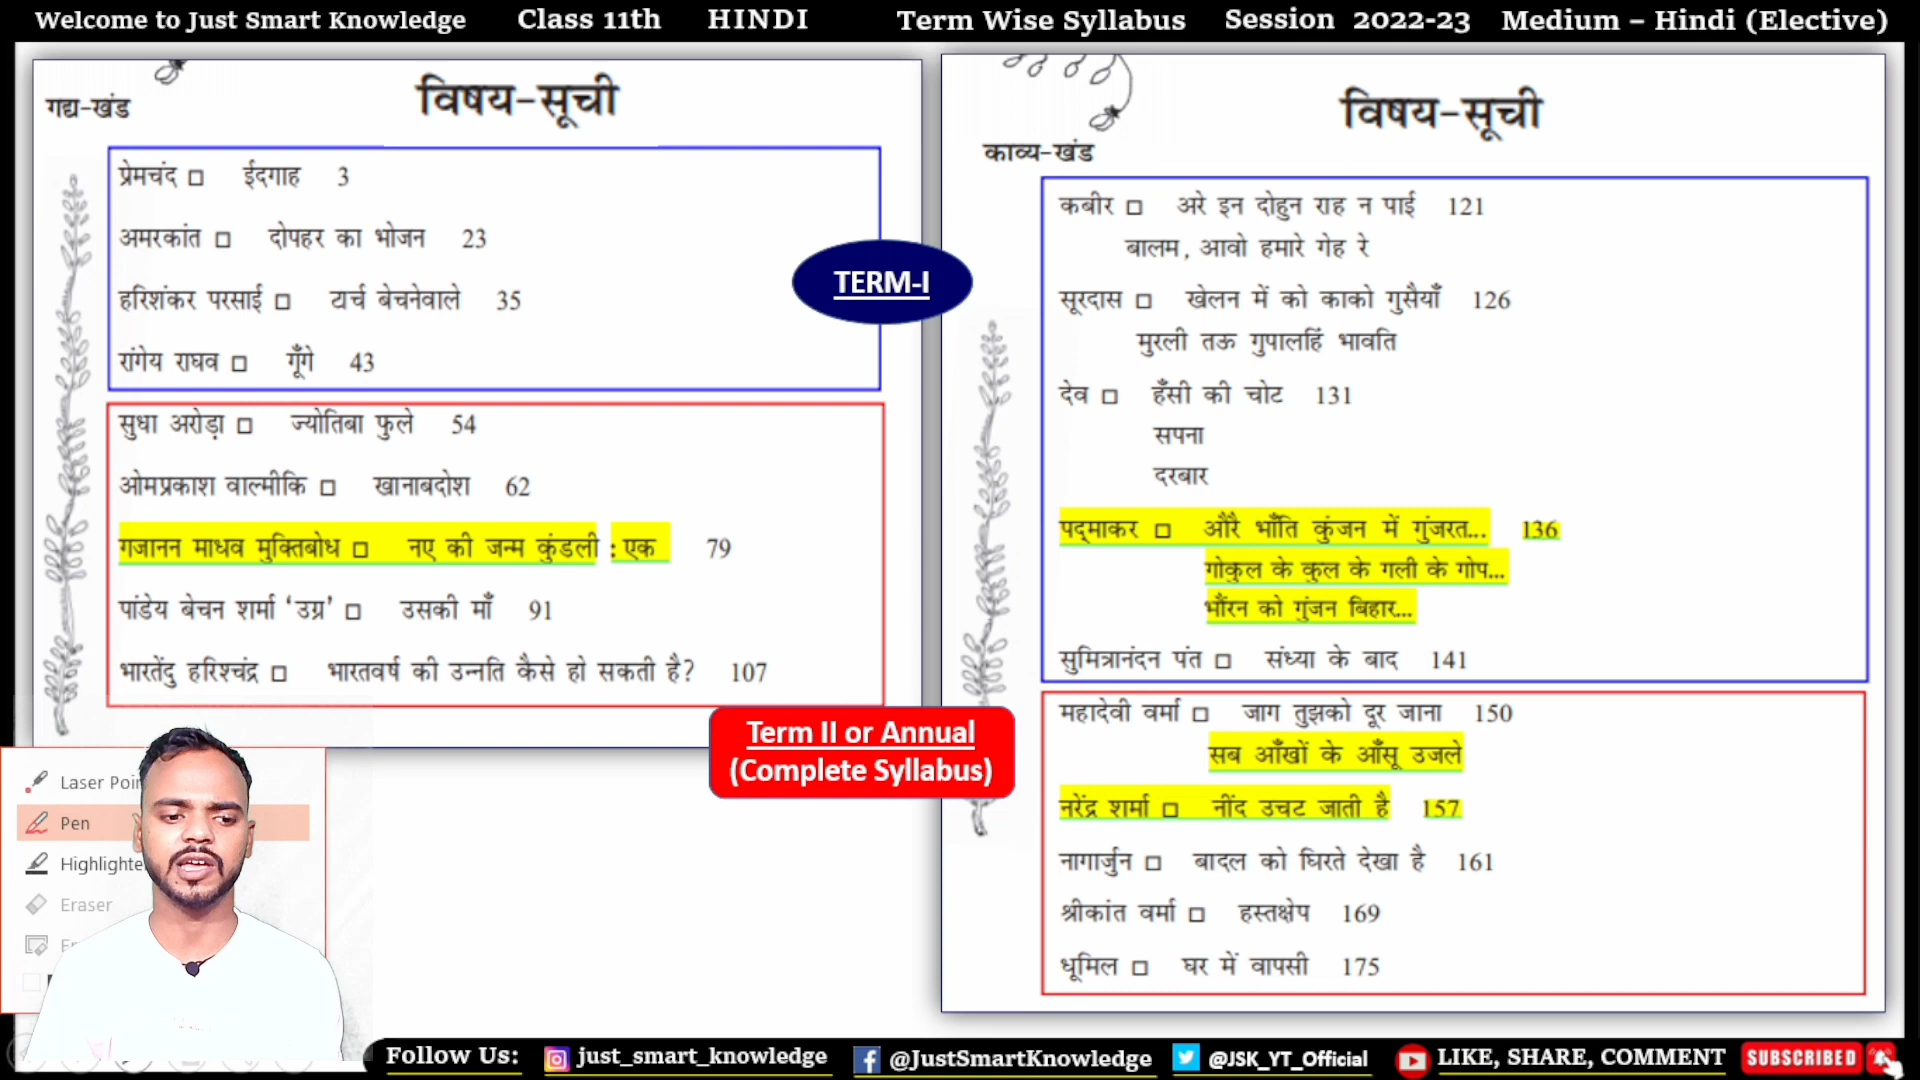 Welcome to Just Smart Knowledge Class 11th HINDI Term Wise Syllabus Session 2022-23 Medium – Hindi (Elective)
विषय-सूची
गद्य-खंड
प्रेमचंद □ ईदगाह 3
अमरकांत □ दोपहर का भोजन 23
हरिशंकर परसाई □ टार्च बेचनेवाले 35
रांगेय राघव □ गूँगे 43
सुधा अरोड़ा □ ज्योतिबा फुले 54
ओमप्रकाश वाल्मीकि □ खानाबदोश 62
गजानन माधव मुक्तिबोध □ नए की जन्म कुंडली : एक 79
पांडेय बेचन शर्मा ‘उग्र’ □ उसकी माँ 91
भारतेंदु हरिश्चंद्र □ भारतवर्ष की उन्नति कैसे हो सकती है? 107
TERM-I
Term II or Annual
(Complete Syllabus)
विषय-सूची
काव्य-खंड
कबीर □ अरे इन दोहुन राह न पाई 121
बालम, आवो हमारे गेह रे
सूरदास □ खेलन में को काको गुसैयाँ 126
मुरली तऊ गुपालहिं भावति
देव □ हँसी की चोट 131
सपना
दरबार
पद्माकर □ औरै भाँति कुंजन में गुंजरत... 136
गोकुल के कुल के गली के गोप...
भौंरन को गुंजन बिहार...
सुमित्रानंदन पंत □ संध्या के बाद 141
महादेवी वर्मा □ जाग तुझको दूर जाना 150
सब आँखों के आँसू उजले
नरेंद्र शर्मा □ नींद उचट जाती है 157
नागार्जुन □ बादल को घिरते देखा है 161
श्रीकांत वर्मा □ हस्तक्षेप 169
धूमिल □ घर में वापसी 175
Laser Poin
Pen
Highlighte
Eraser
Follow Us: just_smart_knowledge @JustSmartKnowledge @JSK_YT_Official LIKE, SHARE, COMMENT SUBSCRIBED